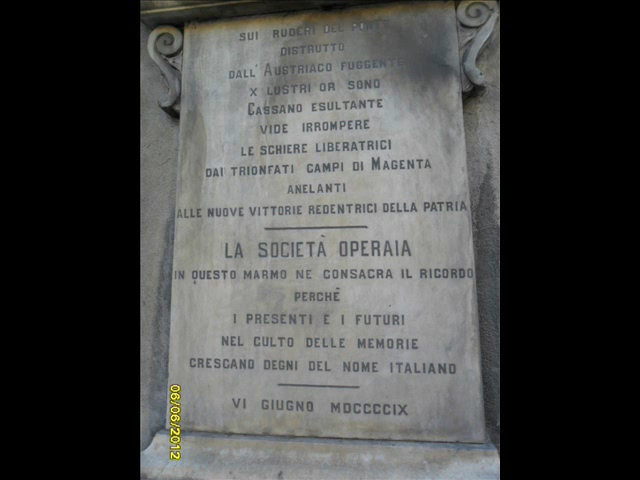 SUI RUDERI DEL PONTE
DISTRUTTO
DALL'AUSTRIACO FUGGENTE
X LUSTRI OR SONO
CASSANO ESULTANTE
VIDE IRROMPERE
LE SCHIERE LIBERATRICI
DAI TRIONFATI CAMPI DI MAGENTA
ANELANTI
ALLE NUOVE VITTORIE REDENTRICI DELLA PATRIA
LA SOCIETÀ OPERAIA
IN QUESTO MARMO NE CONSACRA IL RICORDO
PERCHÈ
I PRESENTI E I FUTURI
NEL CULTO DELLE MEMORIE
CRESCANO DEGNI DEL NOME ITALIANO
VI GIUGNO MDCCCCIX
06/06/2012